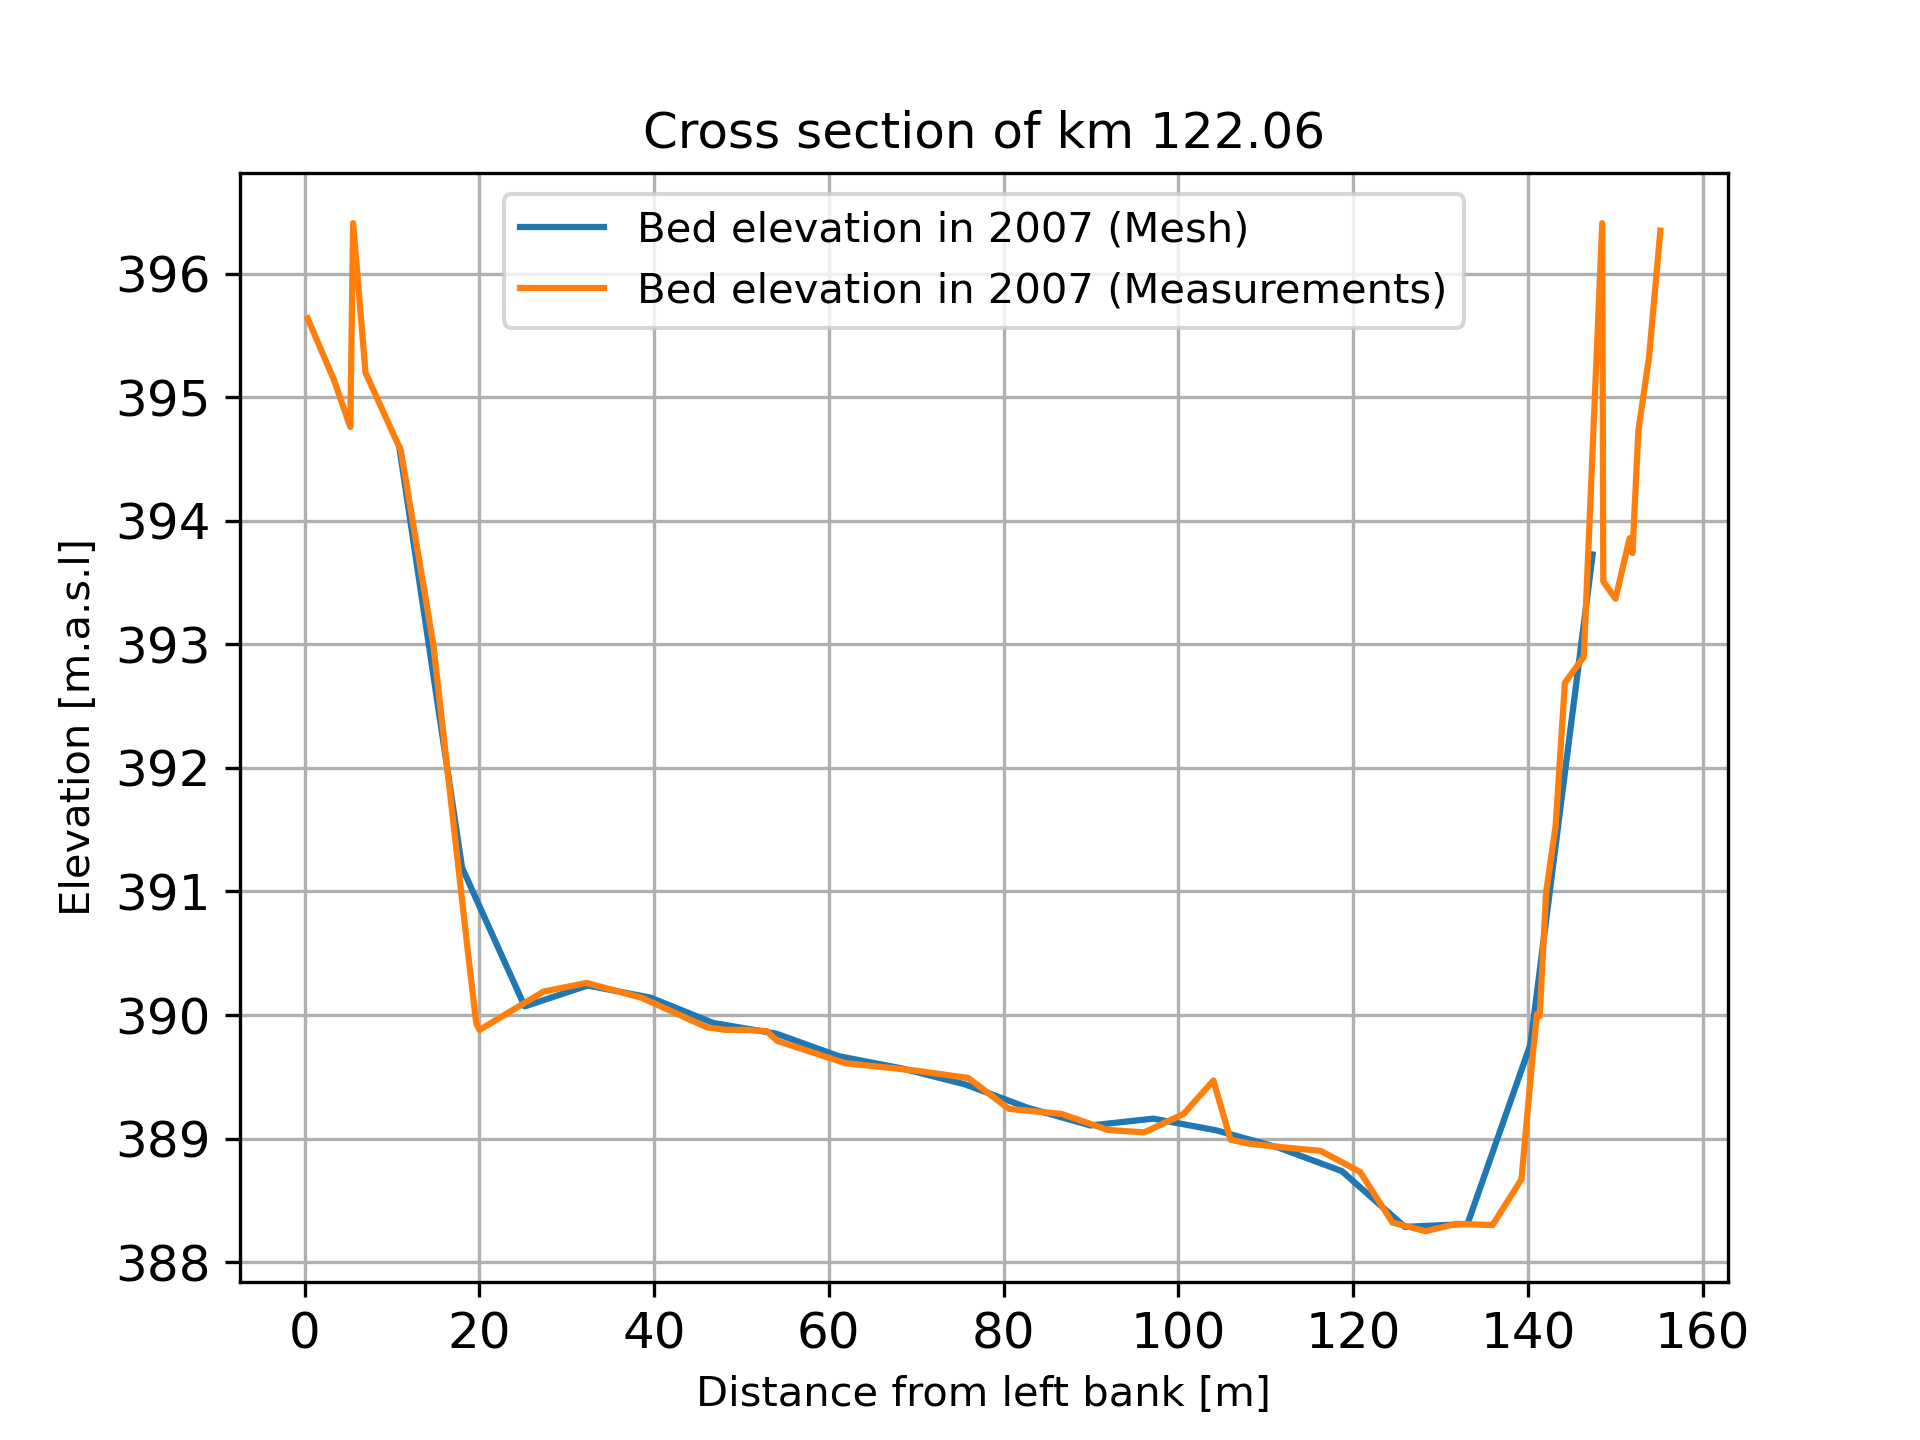 Cross section of km 122.06
Bed elevation in 2007 (Mesh)
Bed elevation in 2007 (Measurements)
396
395
394
393
392
391
390
389
388
Elevation [m.a.s.l]
0 20 40 60 80 100 120 140 160
Distance from left bank [m]